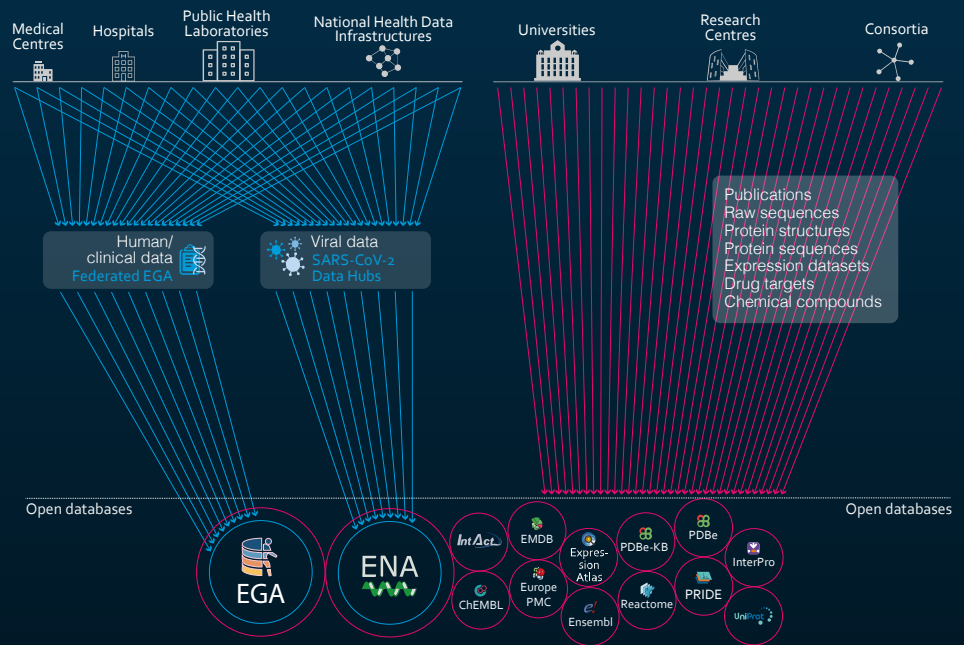 Medical
Centres
Hospitals
Public Health
Laboratories
National Health Data
Infrastructures
Universities
Research
Centres
Consortia
Human/
clinical data
Federated EGA
Viral data
SARS-CoV-2
Data Hubs
Publications
Raw sequences
Protein structures
Protein sequences
Expression datasets
Drug targets
Chemical compounds
Open databases
Open databases
EGA
ENA
IntAct
ChEMBL
EMDB
Europe
PMC
Expres-
sion
Atlas
e!
Ensembl
PDBe-KB
Reactome
PDBe
PRIDE
InterPro
UniProt